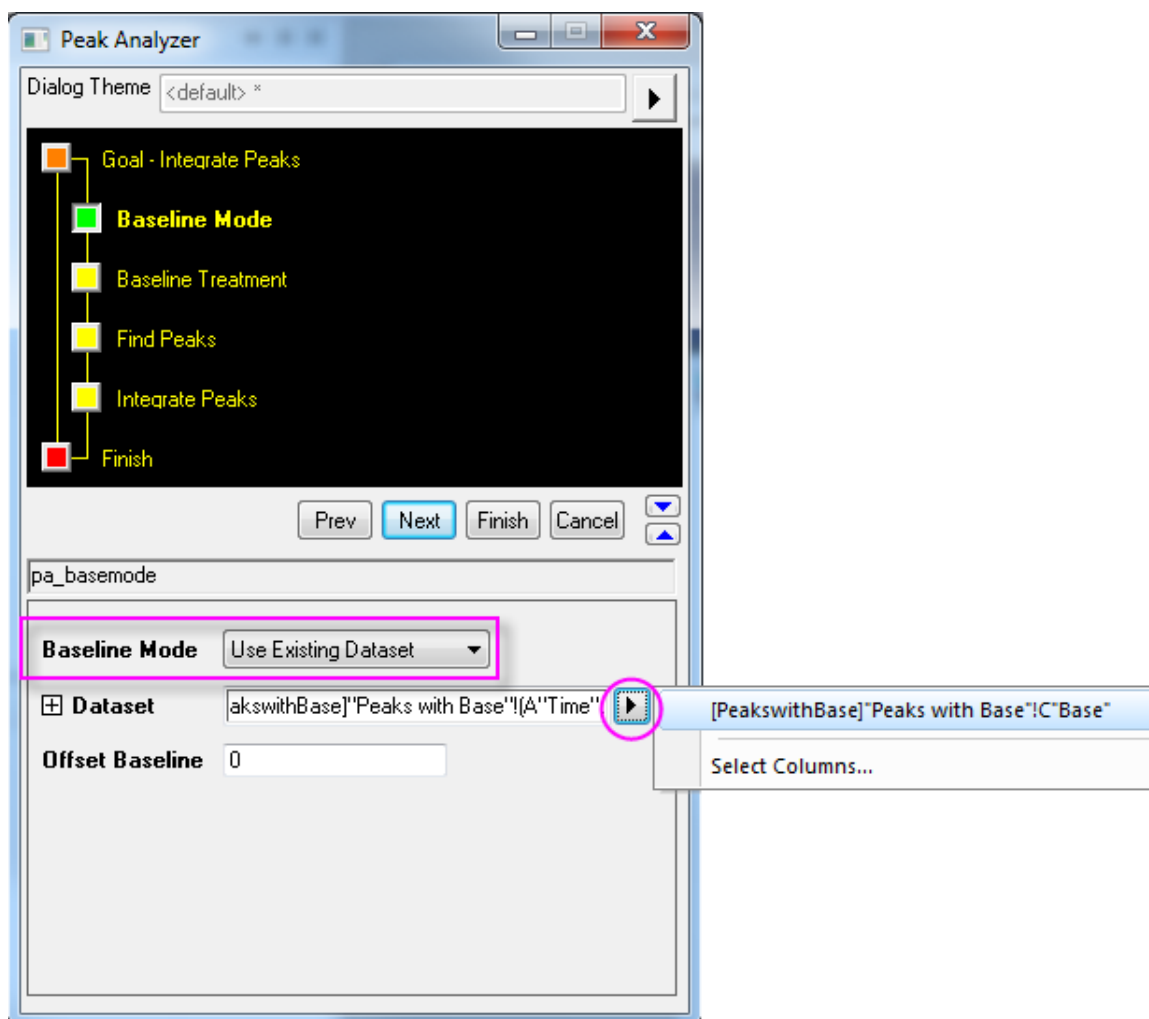 Peak Analyzer
Dialog Theme <default> *
Goal - Integrate Peaks
Baseline Mode
Baseline Treatment
Find Peaks
Integrate Peaks
Finish
Prev Next Finish Cancel
pa_basemode
Baseline Mode Use Existing Dataset
Dataset akswithBase]"Peaks with Base"!(A"Time" [PeakswithBase]"Peaks with Base"!C"Base"
Offset Baseline 0 Select Columns...